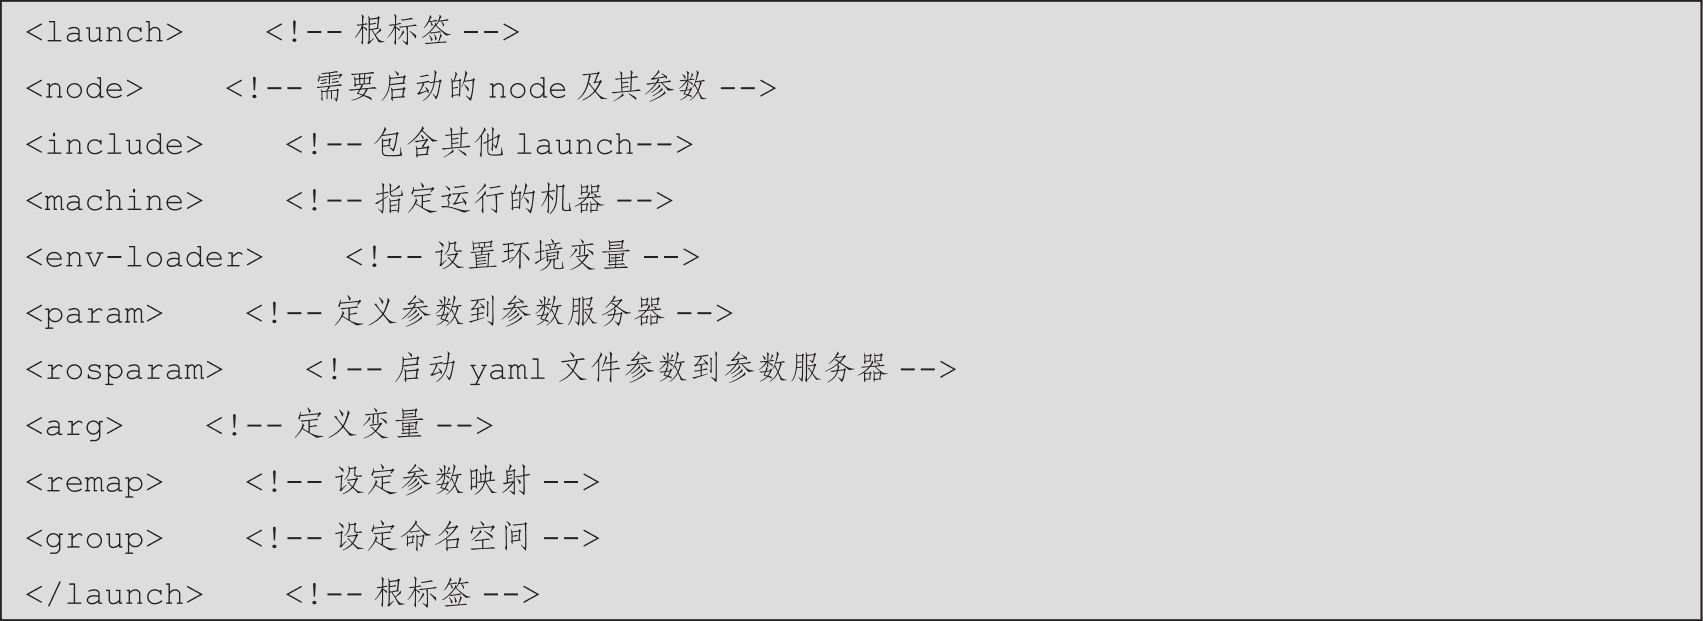 <launch>    <!-- 根标签 -->
<node>    <!-- 需要启动的 node 及其参数 -->
<include>    <!-- 包含其他 launch-->
<machine>    <!-- 指定运行的机器 -->
<env-loader>    <!-- 设置环境变量 -->
<param>    <!-- 定义参数到参数服务器 -->
<rosparam>    <!-- 启动 yaml 文件参数到参数服务器 -->
<arg>    <!-- 定义变量 -->
<remap>    <!-- 设定参数映射 -->
<group>    <!-- 设定命名空间 -->
</launch>    <!-- 根标签 -->